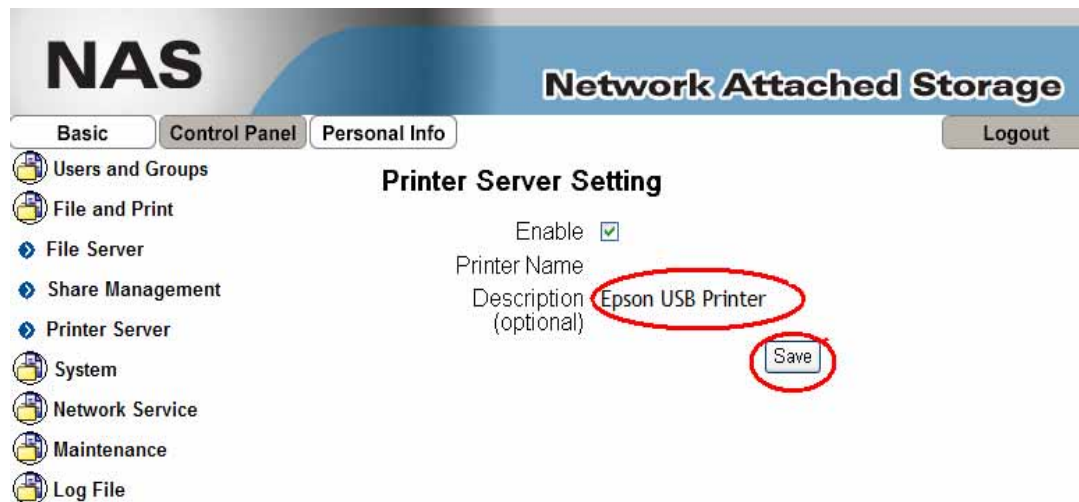 NAS
Network Attached Storage
Basic
Control Panel
Personal Info
Logout
Users and Groups
File and Print
File Server
Share Management
Printer Server
System
Network Service
Maintenance
Log File
Printer Server Setting
Enable
Printer Name
Description
(optional)
Epson USB Printer
Save